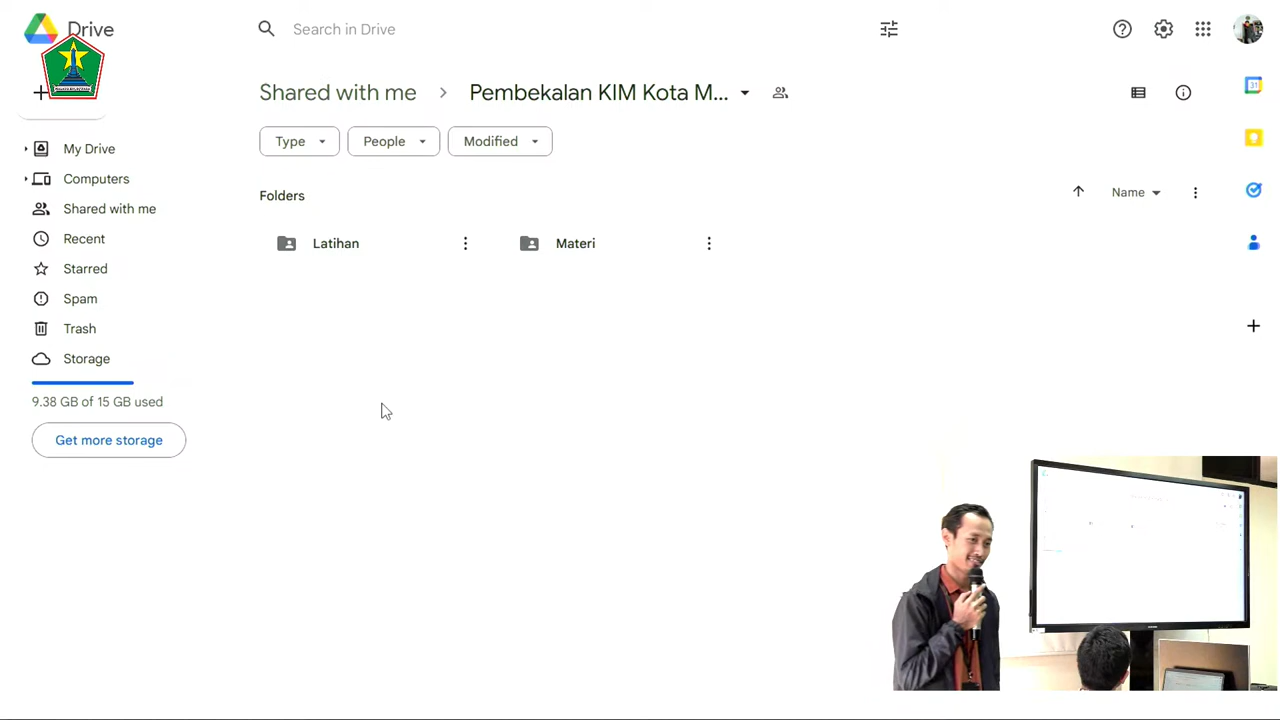 Drive
Search in Drive
Shared with me
Pembekalan KIM Kota M...
Type
People
Modified
My Drive
Computers
Shared with me
Recent
Starred
Spam
Trash
Storage
9.38 GB of 15 GB used
Get more storage
Folders
Name
Latihan
Materi
31